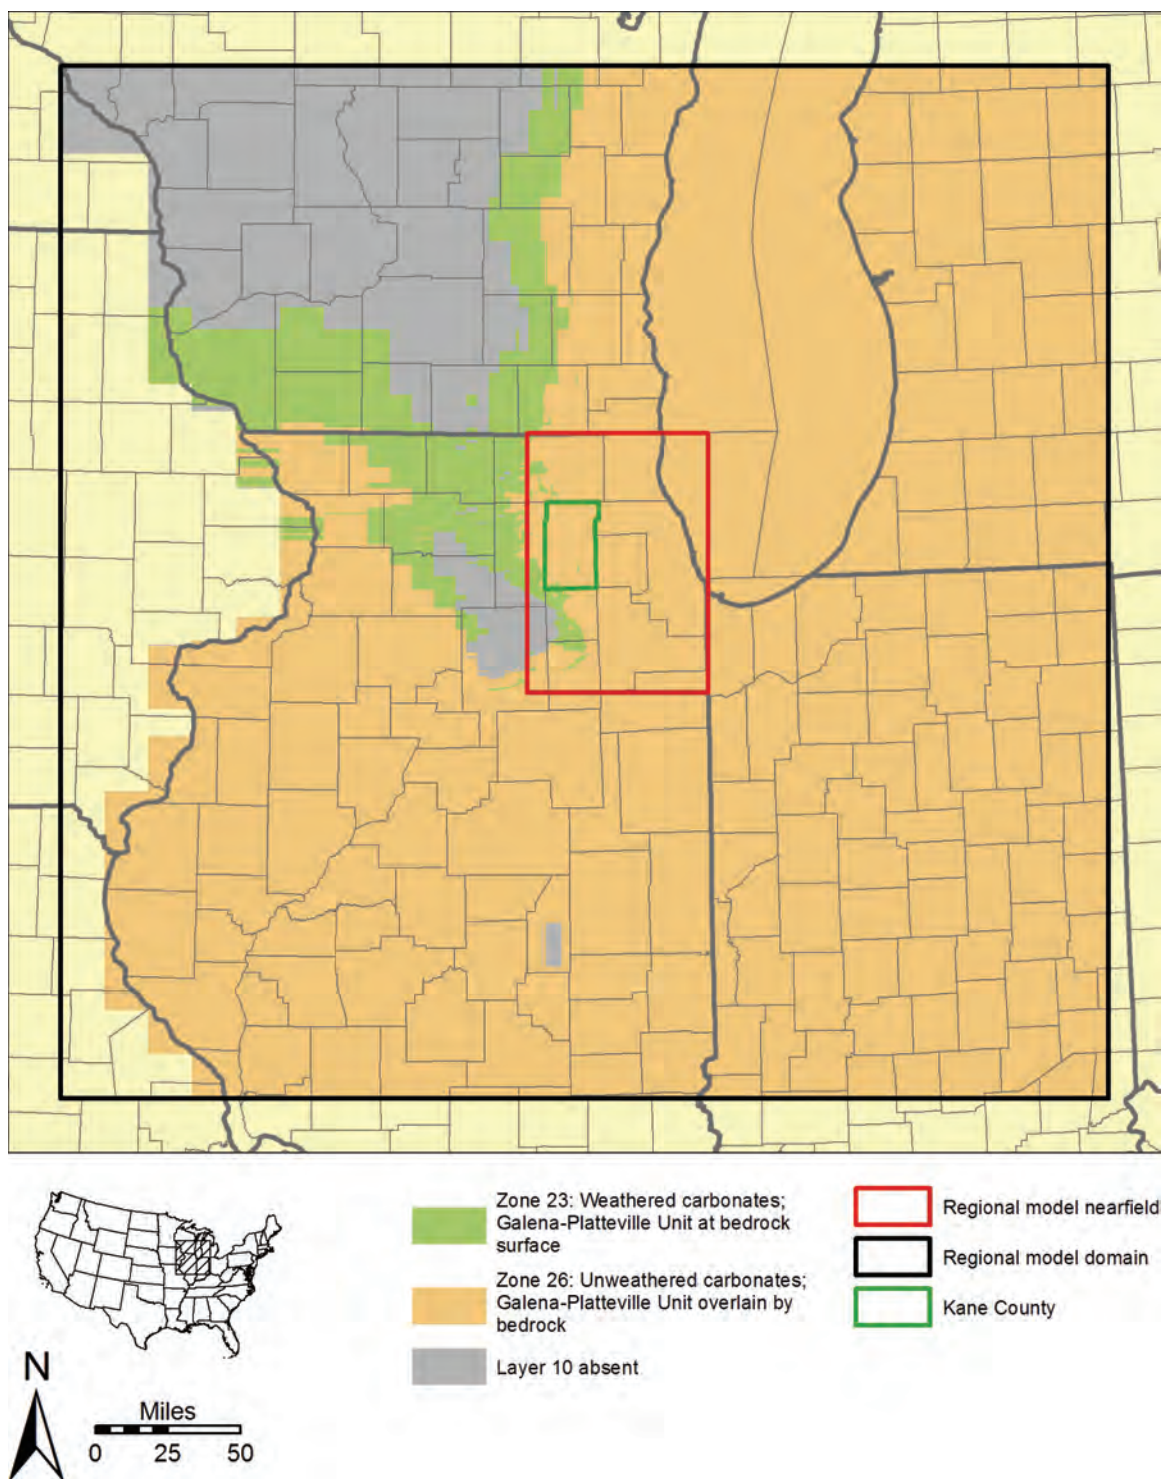 Zone 23: Weathered carbonates;
Galena-Platteville Unit at bedrock
surface
Zone 26: Unweathered carbonates;
Galena-Platteville Unit overlain by
bedrock
Layer 10 absent
Regional model nearfield
Regional model domain
Kane County
N
Miles
0 25 50